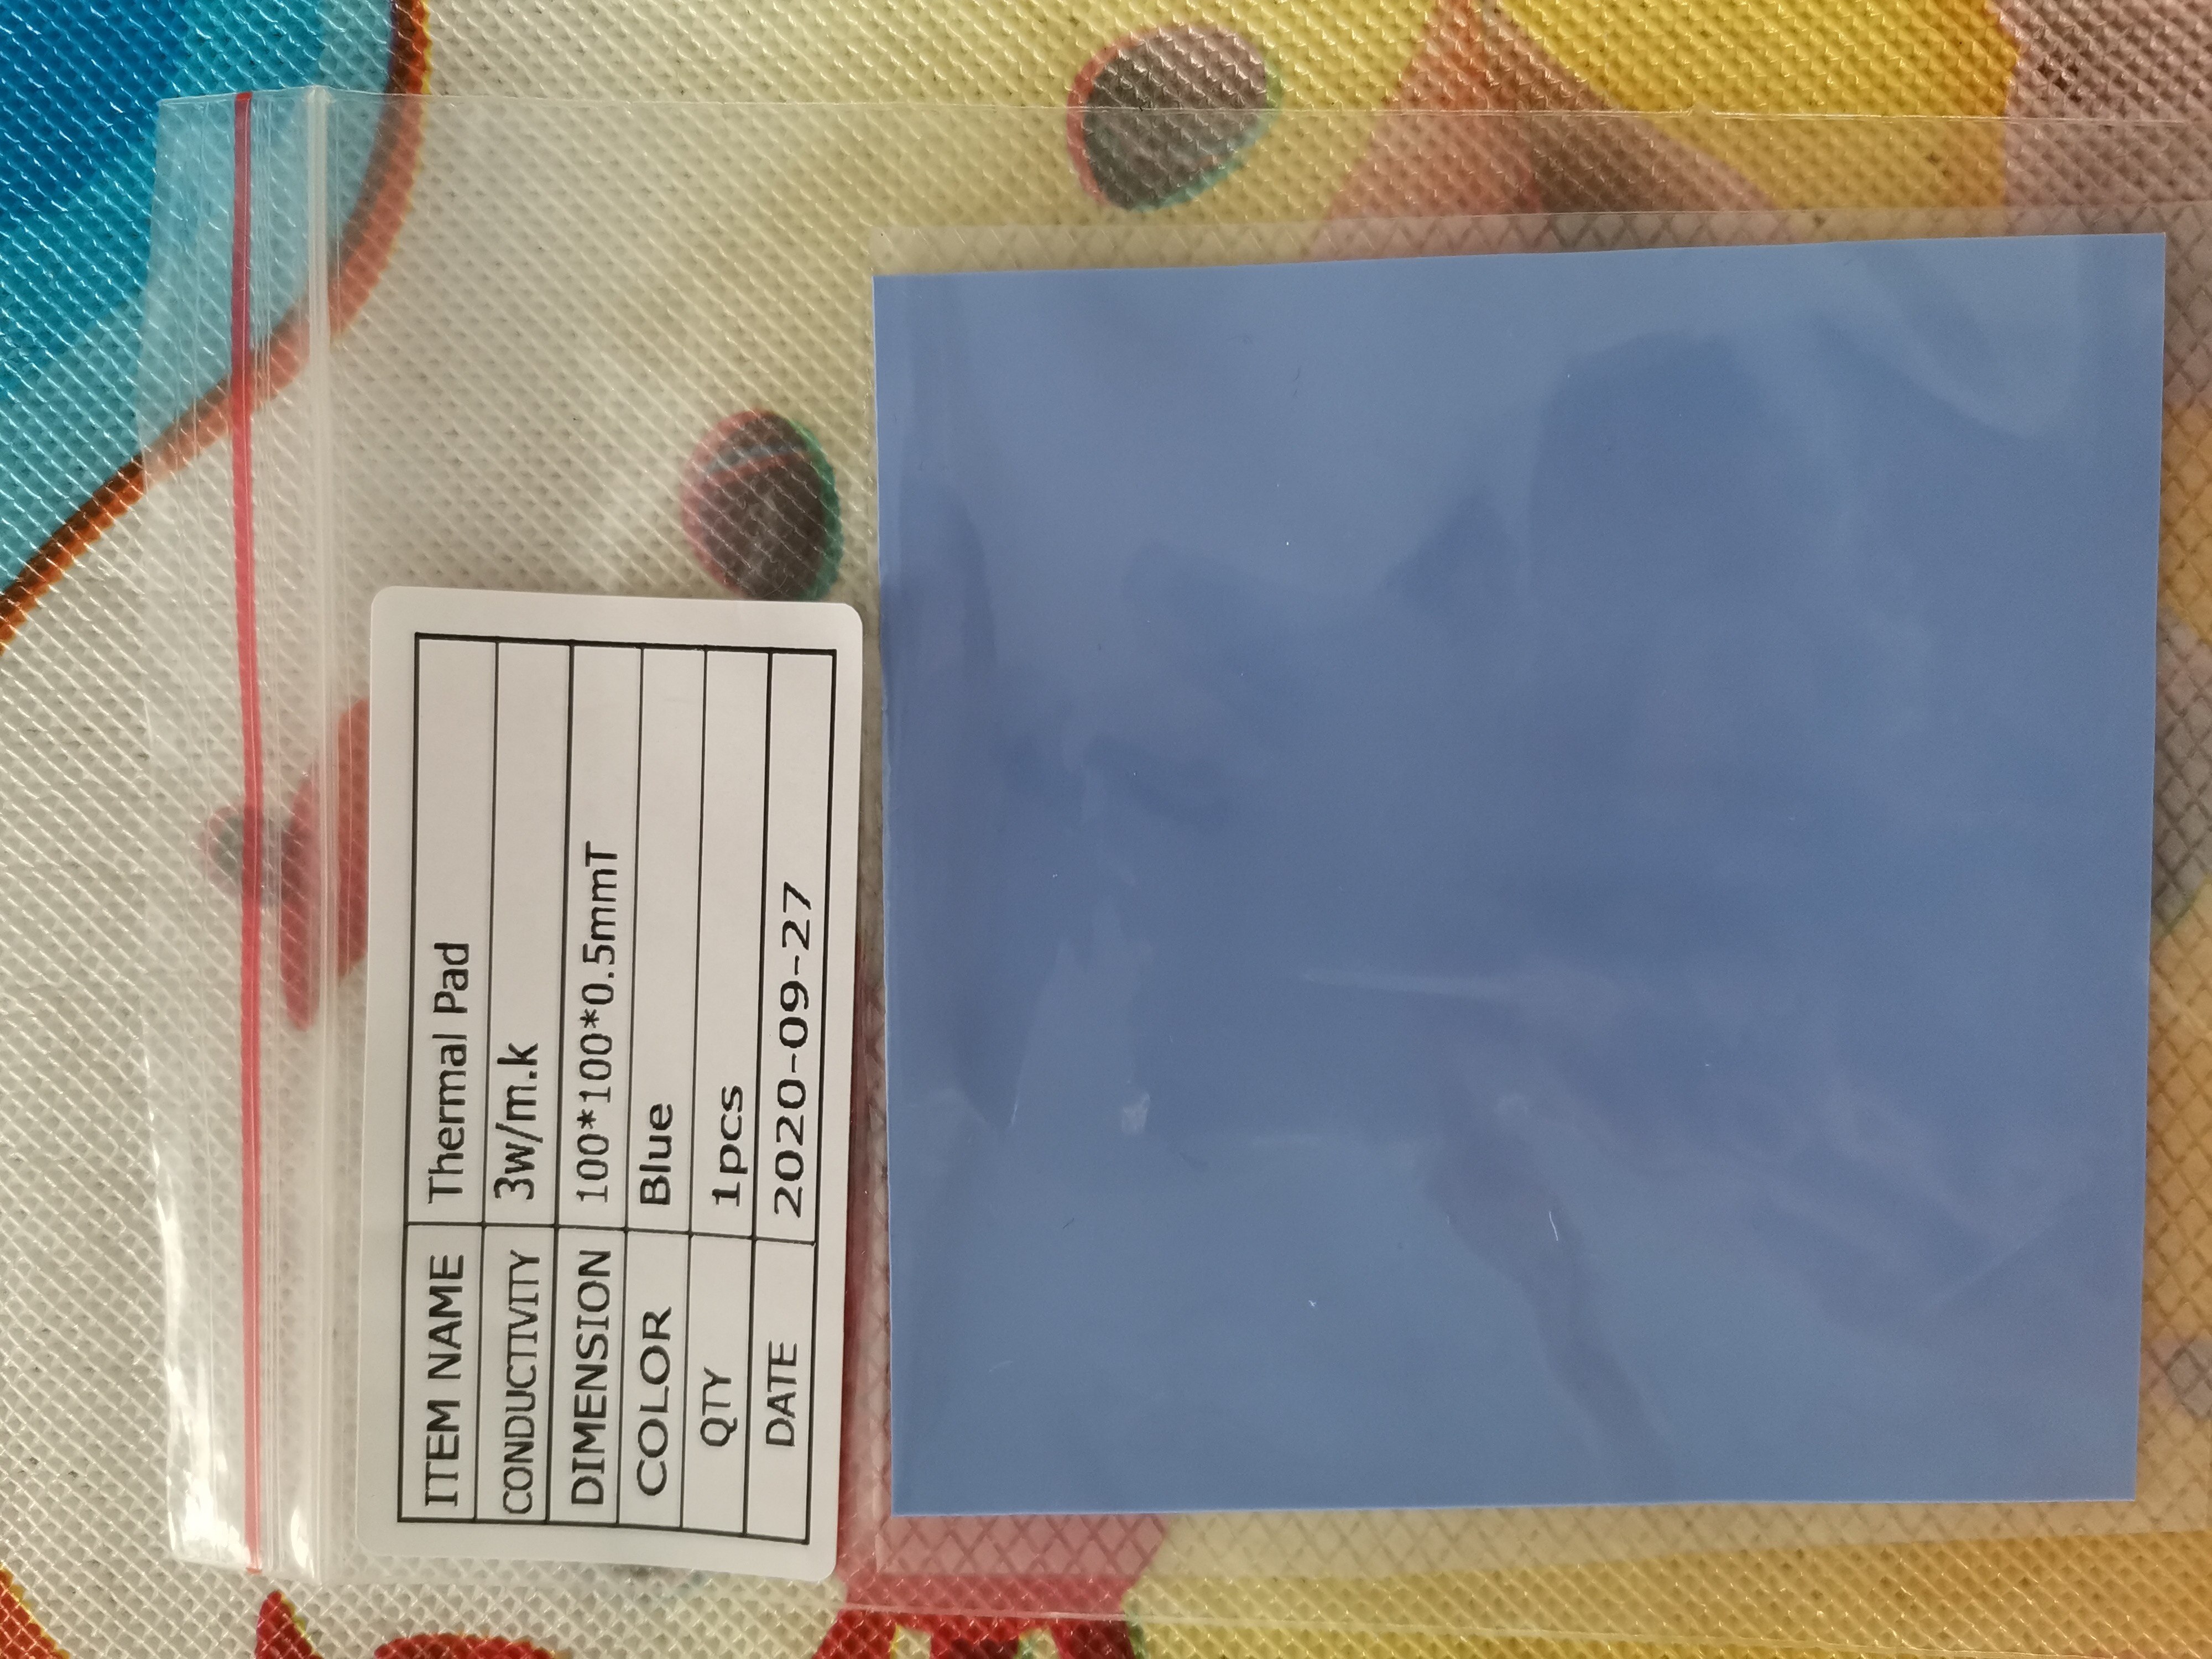 ITEM NAME Thermal Pad
CONDUCTIVITY 3w/m.k
DIMENSION 100*100*0.5mmT
COLOR Blue
QTY 1pcs
DATE 2020-09-27